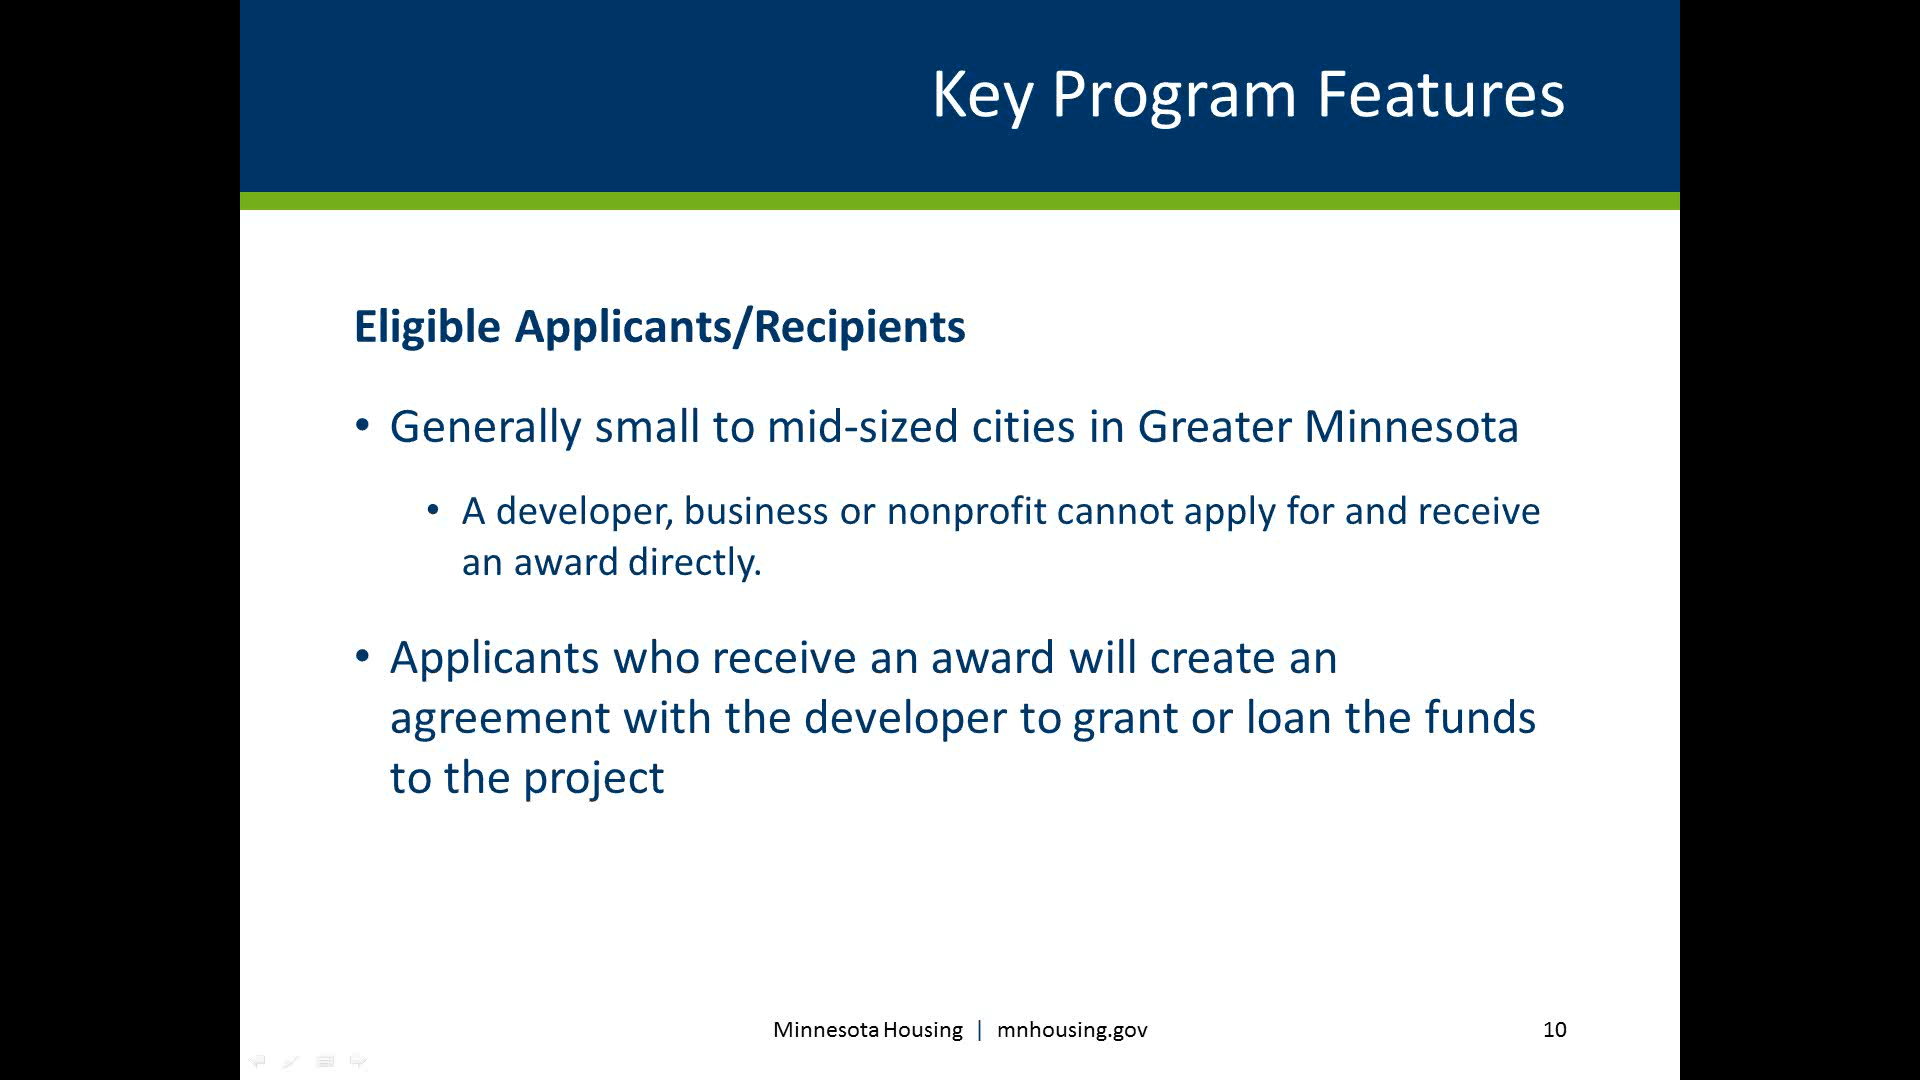 Key Program Features
Eligible Applicants/Recipients
• Generally small to mid-sized cities in Greater Minnesota
• A developer, business or nonprofit cannot apply for and receive
an award directly.
• Applicants who receive an award will create an
agreement with the developer to grant or loan the funds
to the project
Minnesota Housing | mnhousing.gov
10